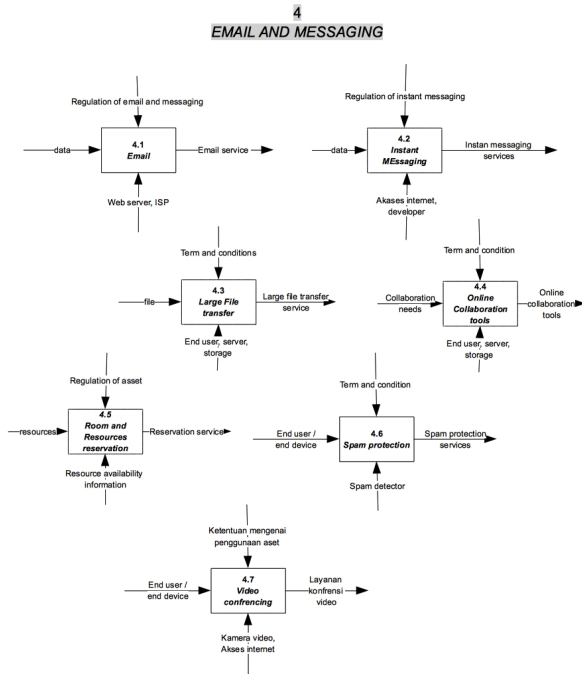 4
EMAIL AND MESSAGING
Regulation of email and messaging
4.1
Email
data
Email service
Web server, ISP
Regulation of instant messaging
4.2
Instant
MEssaging
data
Instan messaging
services
Akases internet,
developer
Term and conditions
4.3
Large File
transfer
file
Large file transfer
service
End user, server,
storage
Term and condition
4.4
Online
Collaboration
tools
Collaboration
needs
Online
collaboration
tools
End user, server,
storage
Regulation of asset
4.5
Room and
Resources
reservation
resources
Reservation service
Resource availability
information
Term and condition
4.6
Spam protection
End user /
end device
Spam protection
services
Spam detector
Ketentuan mengenai
penggunaan aset
4.7
Video
confrencing
End user /
end device
Layanan
konfrensi
video
Kamera video,
Akses internet